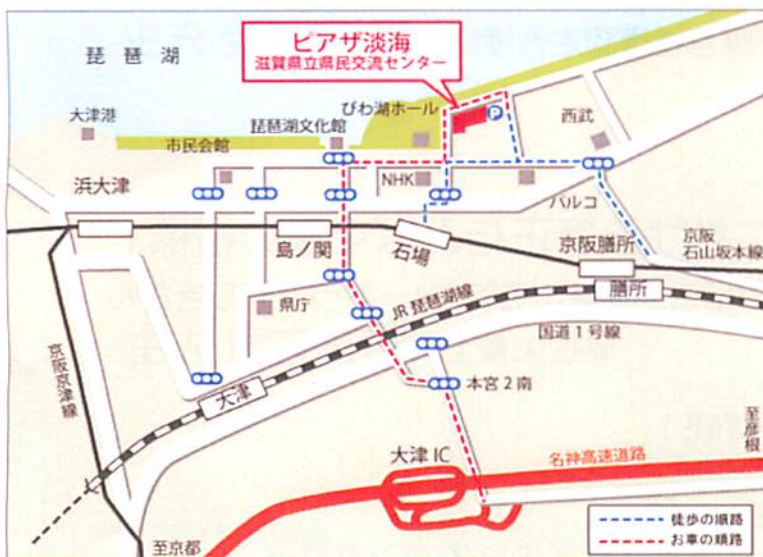 ピアザ淡海
滋賀県立県民交流センター
琵琶湖
大津港
びわ湖ホール
琵琶湖文化館
西武
市民会館
P
浜大津
NHK
パルコ
島ノ関
石場
京阪膳所
京阪
石山坂本線
膳所
県庁
JR琵琶湖線
国道1号線
京阪京津線
大津
本宮2南
至彦根
大津IC
名神高速道路
至京都
徒歩の順路
お車の順路